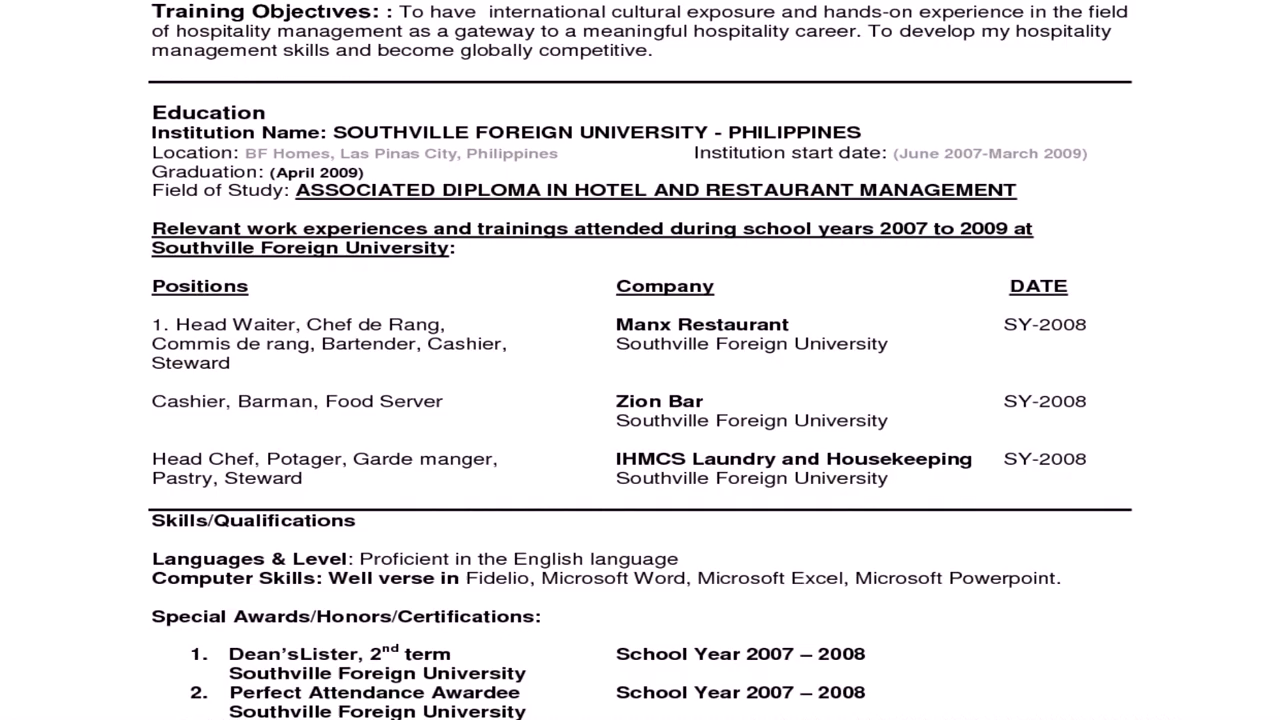 Training Objectives: : To have international cultural exposure and hands-on experience in the field
of hospitality management as a gateway to a meaningful hospitality career. To develop my hospitality
management skills and become globally competitive.
Education
Institution Name: SOUTHVILLE FOREIGN UNIVERSITY - PHILIPPINES
Location: BF Homes, Las Pinas City, Philippines Institution start date: (June 2007-March 2009)
Graduation: (April 2009)
Field of Study: ASSOCIATED DIPLOMA IN HOTEL AND RESTAURANT MANAGEMENT
Relevant work experiences and trainings attended during school years 2007 to 2009 at
Southville Foreign University:
Positions Company DATE
1. Head Waiter, Chef de Rang, Manx Restaurant SY-2008
Commis de rang, Bartender, Cashier, Southville Foreign University
Steward
Cashier, Barman, Food Server Zion Bar SY-2008
Southville Foreign University
Head Chef, Potager, Garde manger, IHMCS Laundry and Housekeeping SY-2008
Pastry, Steward Southville Foreign University
Skills/Qualifications
Languages & Level: Proficient in the English language
Computer Skills: Well verse in Fidelio, Microsoft Word, Microsoft Excel, Microsoft Powerpoint.
Special Awards/Honors/Certifications:
1. Dean'sLister, 2nd term School Year 2007 – 2008
Southville Foreign University
2. Perfect Attendance Awardee School Year 2007 – 2008
Southville Foreign University